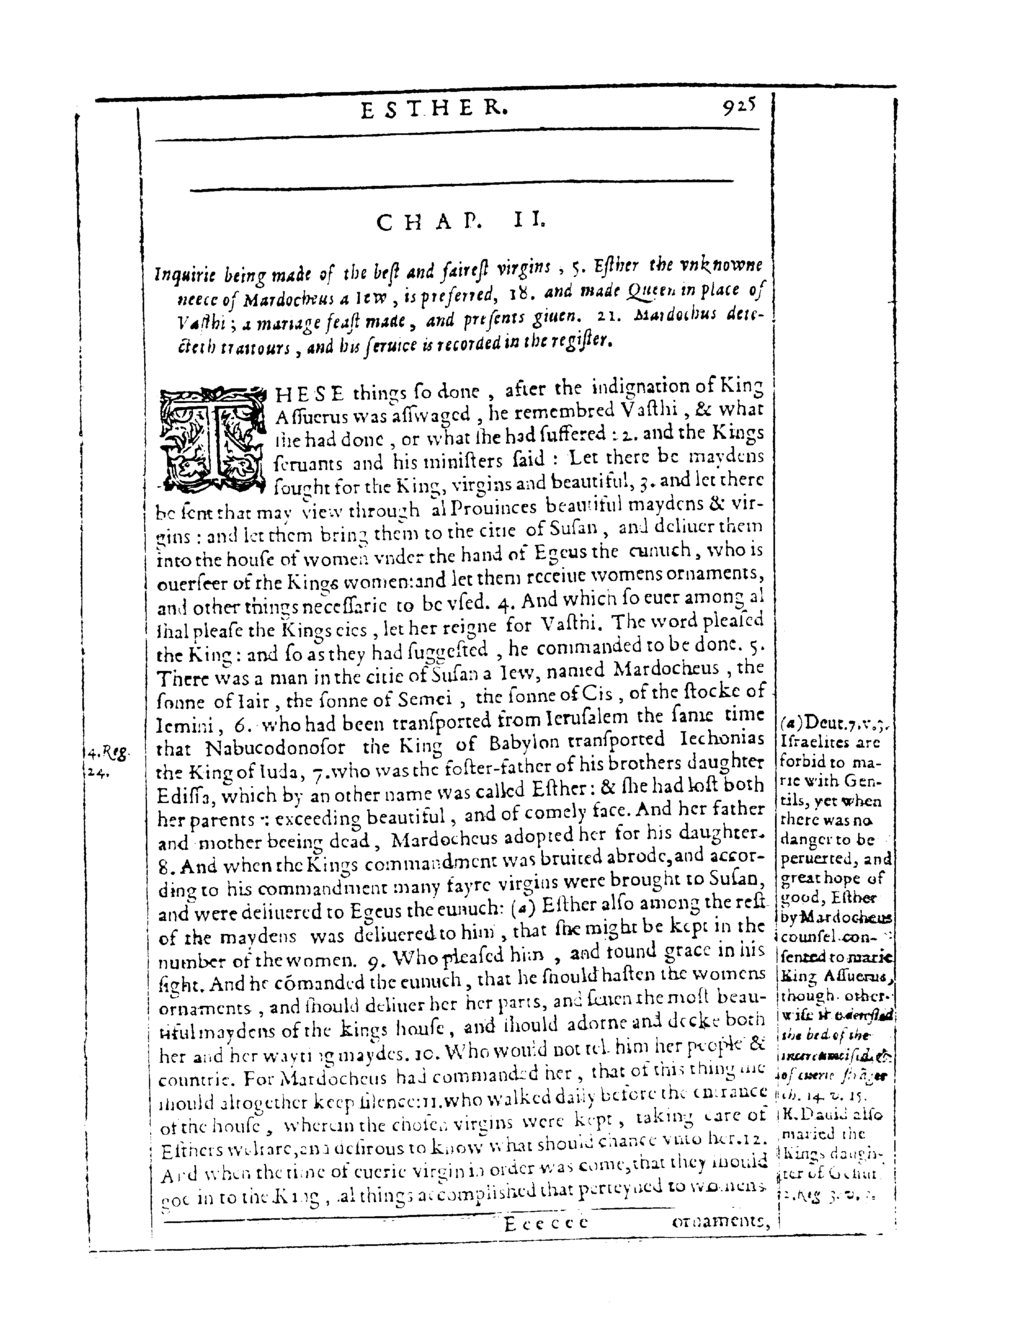 ESTHER. 925
CHAP. II.
Inquirie being made of the best and fairest virgins, 5. Esther the vnknowne
neece of Mardocheus a Iew, is preferred, 18. and made Queen in place of
Vasthi; a mariage feast made, and presents giuen. 21. Mardochus dete-
cteth traitours, and his seruice is recorded in the register.
THESE things ſo done, after the indignation of King
Aſſuerus was aſſwaged, he remembred Vaſthi, & what
ſhe had done, or what ſhe had ſuffered: 2. and the Kings
ſeruants and his miniſters ſaid: Let there be maydens
ſought for the King, virgins and beautiful, 3. and let there
be ſent that may view through al Prouinces beautiful maydens & vir-
gins: and let them bring them to the citie of Suſan, and deliuer them
into the houſe of women vnder the hand of Egeus the eunuch, who is
ouerſeer of the Kings women: and let them receiue womens ornaments,
and other things neceſſarie to be vſed. 4. And which ſo euer among al
ſhal pleaſe the Kings eies, let her reigne for Vaſthi. The word pleaſed
the King: and ſo as they had ſuggeſted, he commanded to be done. 5.
There was a man in the citie of Suſan a Iew, named Mardocheus, the
ſonne of Iair, the ſonne of Semei, the ſonne of Cis, of the ſtocke of
Iemini, 6. who had been tranſported from Ieruſalem the ſame time
that Nabucodonoſor the King of Babylon tranſported Iechonias
the King of Iuda, 7. who was the foſter-father of his brothers daughter
Ediſſa, which by an other name was called Eſther: & ſhe had loſt both
her parents: exceeding beautiful, and of comely face. And her father
and mother beeing dead, Mardocheus adopted her for his daughter.
8. And when the Kings commandment was bruited abrode, and accor-
ding to his commandment many fayre virgins were brought to Suſan,
and were deliuered to Egeus the eunuch: (a) Eſther alſo among the reſt
of the maydens was deliuered to him, that ſhe might be kept in the
number of the women. 9. Who pleaſed him, and found grace in his
ſight. And he cōmanded the eunuch, that he ſhould haſten the womens
ornaments, and ſhould deliuer her her parts, and ſeuen the moſt beau-
tiful maydens of the kings houſe, and ſhould adorne and decke both
her and her wayting maydes. 10. Who would not tel him her people &
countrie. For Mardocheus had commanded her, that of this thing ſhe
ſhould altogether keep ſilence: 11. who walked daily before the entrance
of the houſe, wherin the choſen virgins were kept, taking care of
Eſthers welfare, and deſirous to know what should chance vnto her. 12.
And when the time of euerie virgin in order was come, that they ſhould
goe in to the King, al things accomplished that perteyned to womens
Eeeeee ornaments,
4. Reg.
24.
(a) Deut. 7. v. 3.
Iſraelites are
forbid to ma-
rie with Gen-
tils, yet when
there was no
danger to be
peruerted, and
great hope of
good, Eſther
by Mardocheus
counſel con-
ſented to marie
King Aſſuerus,
though other-
wiſe ſhe deteſted
the bed of the
incircumciſed, &
of euerie ſtranger
ch. 14. v. 15.
K. Dauid alſo
maried the
Kings daugh-
ter of Geſſur.
2. Reg 3. v. 3.